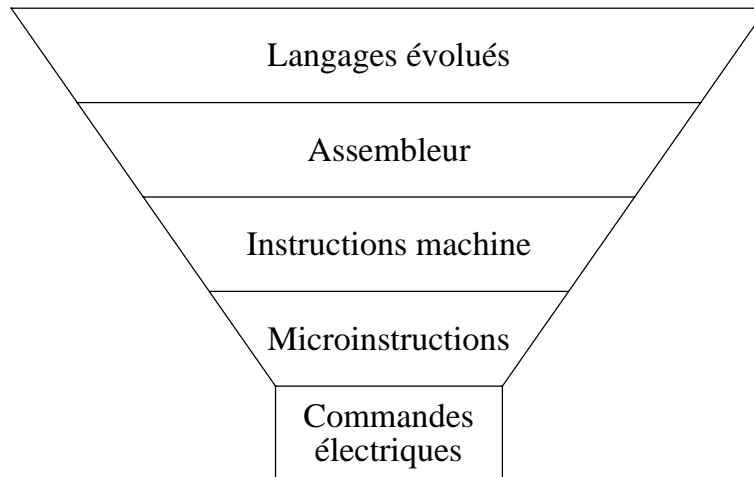 Langages évolués
Assembleur
Instructions machine
Microinstructions
Commandes
électriques